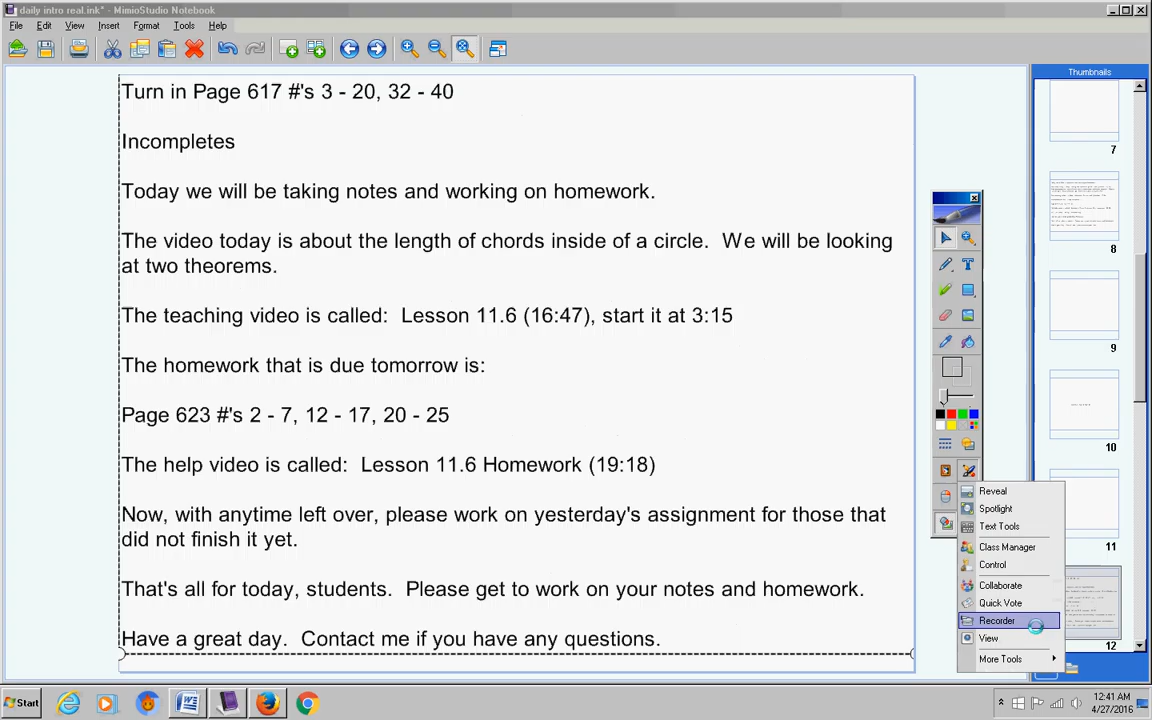 daily intro real.ink* - MimioStudio Notebook
File Edit View Insert Format Tools Help
Turn in Page 617 #'s 3 - 20, 32 - 40
Incompletes
Today we will be taking notes and working on homework.
The video today is about the length of chords inside of a circle.  We will be looking
at two theorems.
The teaching video is called:  Lesson 11.6 (16:47), start it at 3:15
The homework that is due tomorrow is:
Page 623 #'s 2 - 7, 12 - 17, 20 - 25
The help video is called:  Lesson 11.6 Homework (19:18)
Now, with anytime left over, please work on yesterday's assignment for those that
did not finish it yet.
That's all for today, students.  Please get to work on your notes and homework.
Have a great day.  Contact me if you have any questions.
Thumbnails
7
8
9
10
11
12
Reveal
Spotlight
Text Tools
Class Manager
Control
Collaborate
Quick Vote
Recorder
View
More Tools
Start
12:41 AM
4/27/2016